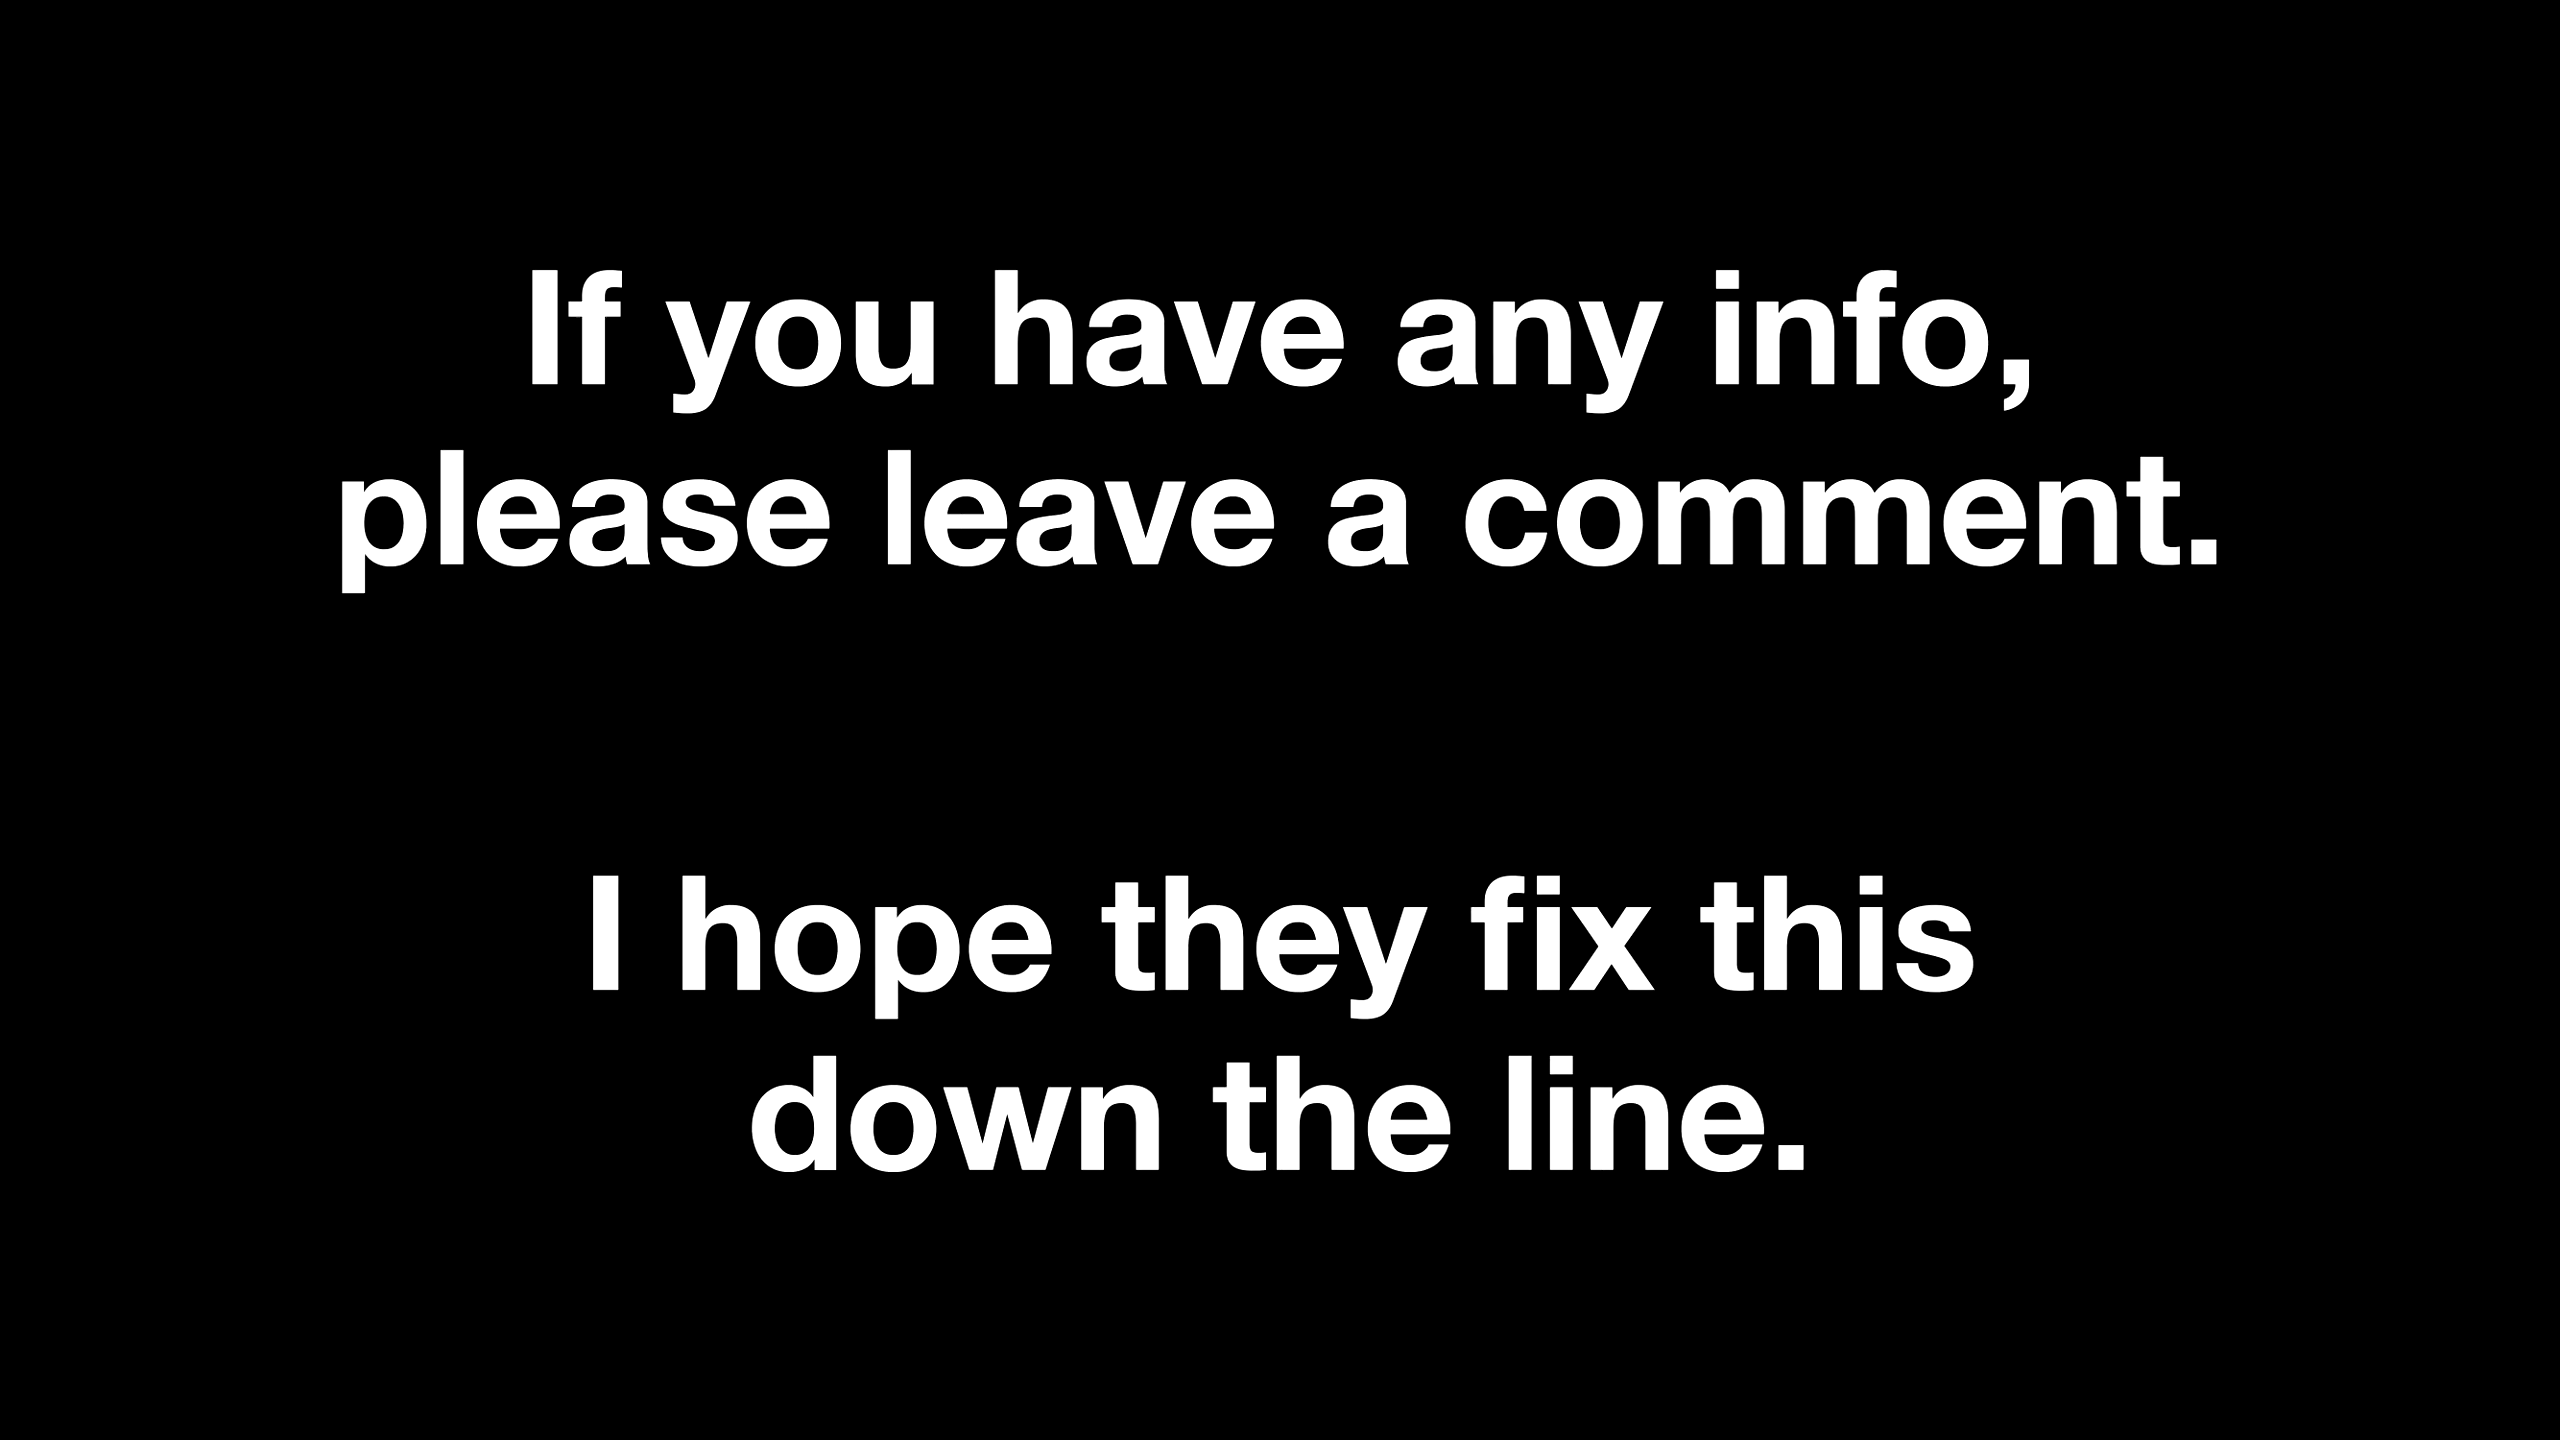 If you have any info,
please leave a comment.
I hope they fix this
down the line.